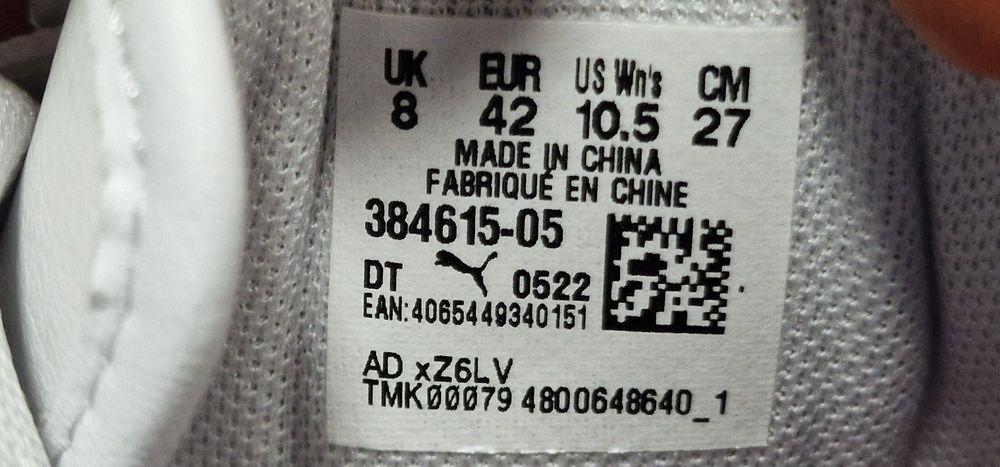 UK EUR US Wn's CM
8 42 10.5 27
MADE IN CHINA
FABRIQUÉ EN CHINE
384615-05
DT 0522
EAN:4065449340151
AD xZ6LV
TMKØØØ79 4800648640_1